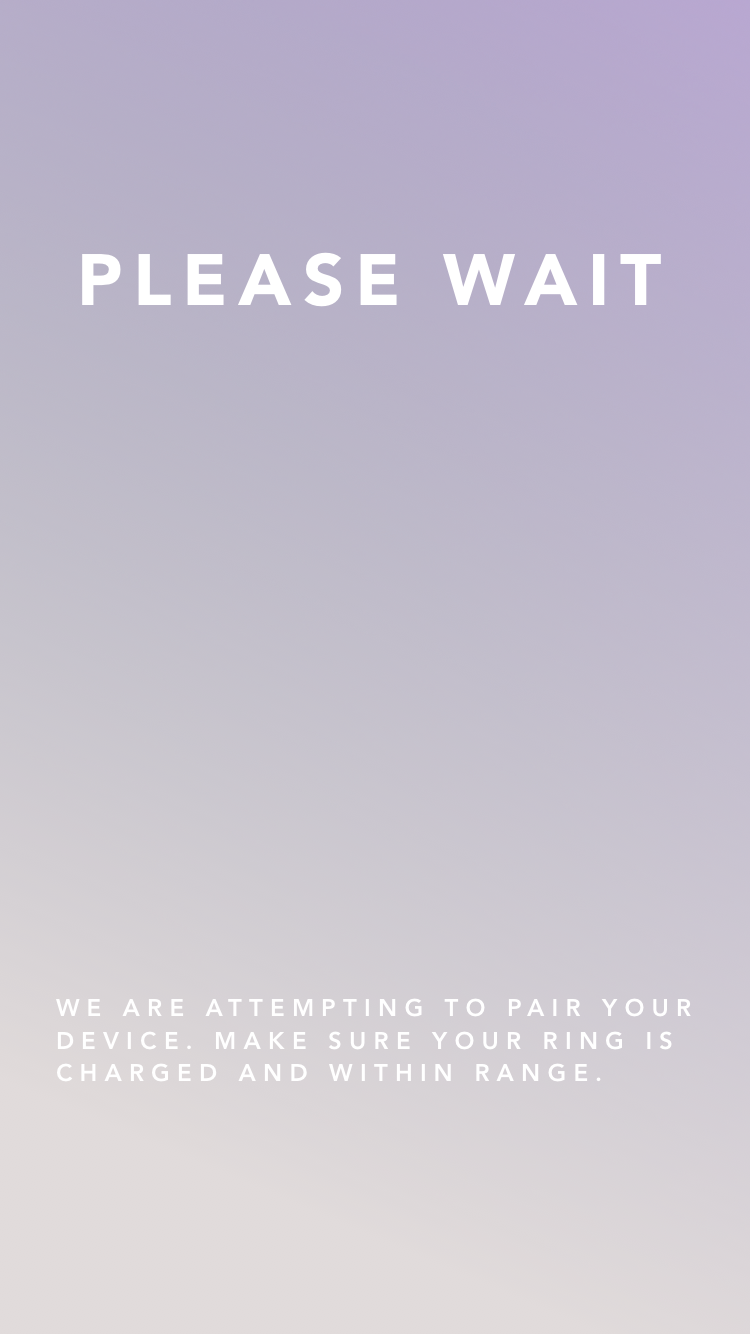 PLEASE WAIT
WE ARE ATTEMPTING TO PAIR YOUR
DEVICE. MAKE SURE YOUR RING IS
CHARGED AND WITHIN RANGE.